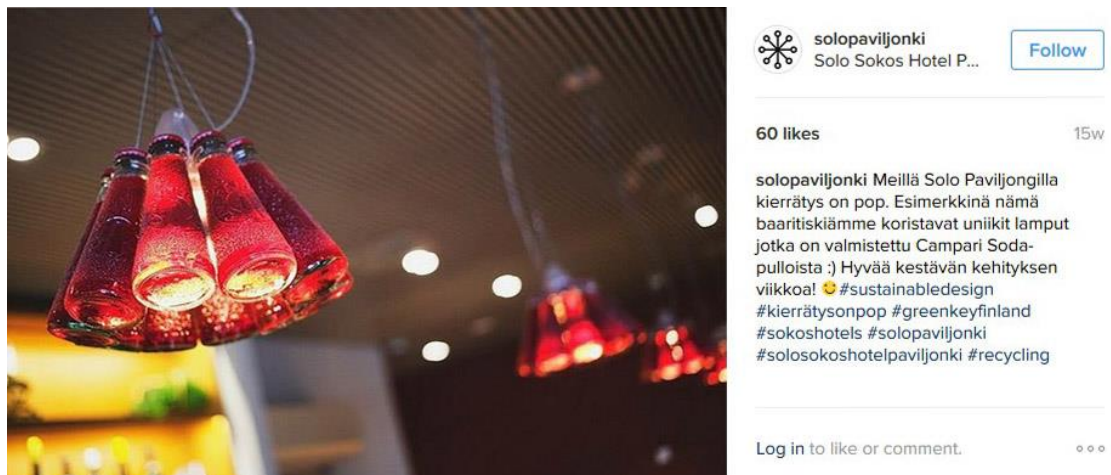 solopaviljonki
Solo Sokos Hotel P...
Follow
60 likes
15w
solopaviljonki Meillä Solo Paviljongilla
kierrätys on pop. Esimerkkinä nämä
baaritiskiämme koristavat uniikit lamput
jotka on valmistettu Campari Soda-
pulloista :) Hyvää kestävän kehityksen
viikkoa! 😉#sustainabledesign
#kierrätysonpop #greenkeyfinland
#sokoshotels #solopaviljonki
#solosokoshotelpaviljonki #recycling
Log in to like or comment.